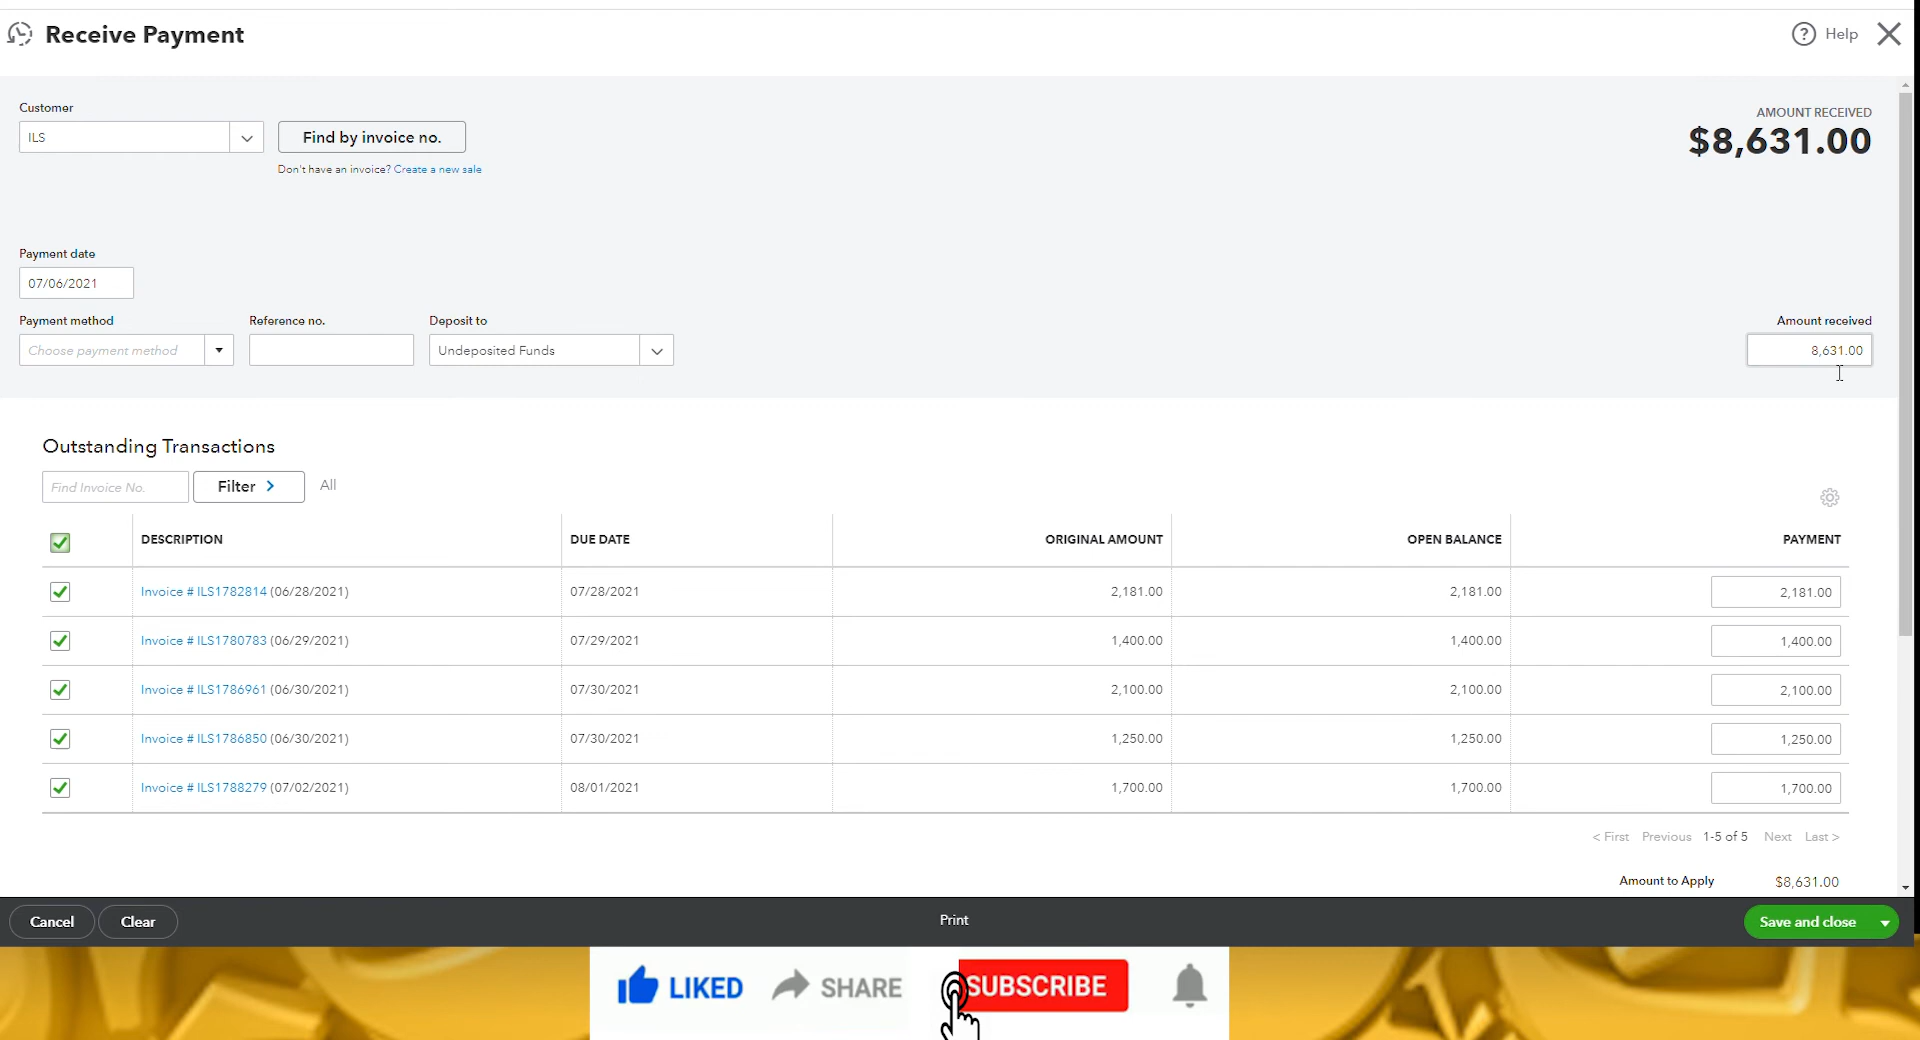 Receive Payment
? Help
Customer
ILS
Find by invoice no.
Don't have an invoice? Create a new sale
AMOUNT RECEIVED
$8,631.00
Payment date
07/06/2021
Payment method
Reference no.
Deposit to
Amount received
Choose payment method
Undeposited Funds
8,631.00
Outstanding Transactions
Find Invoice No.
Filter >
All
DESCRIPTION DUE DATE ORIGINAL AMOUNT OPEN BALANCE PAYMENT
Invoice # ILS1782814 (06/28/2021) 07/28/2021 2,181.00 2,181.00 2,181.00
Invoice # ILS1780783 (06/29/2021) 07/29/2021 1,400.00 1,400.00 1,400.00
Invoice # ILS1786961 (06/30/2021) 07/30/2021 2,100.00 2,100.00 2,100.00
Invoice # ILS1786850 (06/30/2021) 07/30/2021 1,250.00 1,250.00 1,250.00
Invoice # ILS1788279 (07/02/2021) 08/01/2021 1,700.00 1,700.00 1,700.00
< First Previous 1-5 of 5 Next Last >
Amount to Apply $8,631.00
Cancel Clear Print Save and close
LIKED SHARE SUBSCRIBE